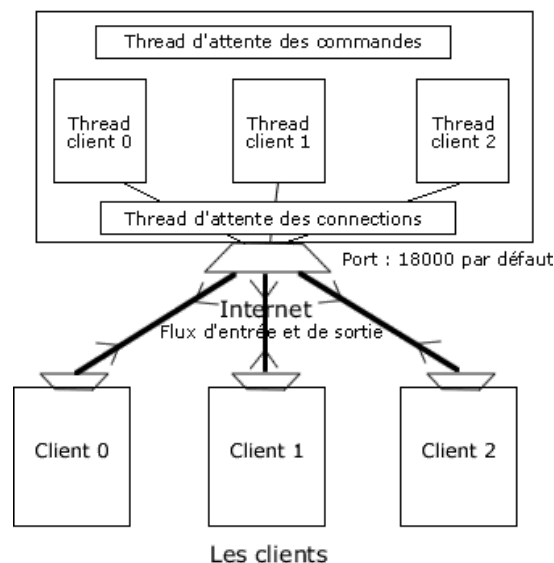 Thread d'attente des commandes
Thread
client 0
Thread
client 1
Thread
client 2
Thread d'attente des connections
Port : 18000 par défaut
Internet
Flux d'entrée et de sortie
Client 0
Client 1
Client 2
Les clients